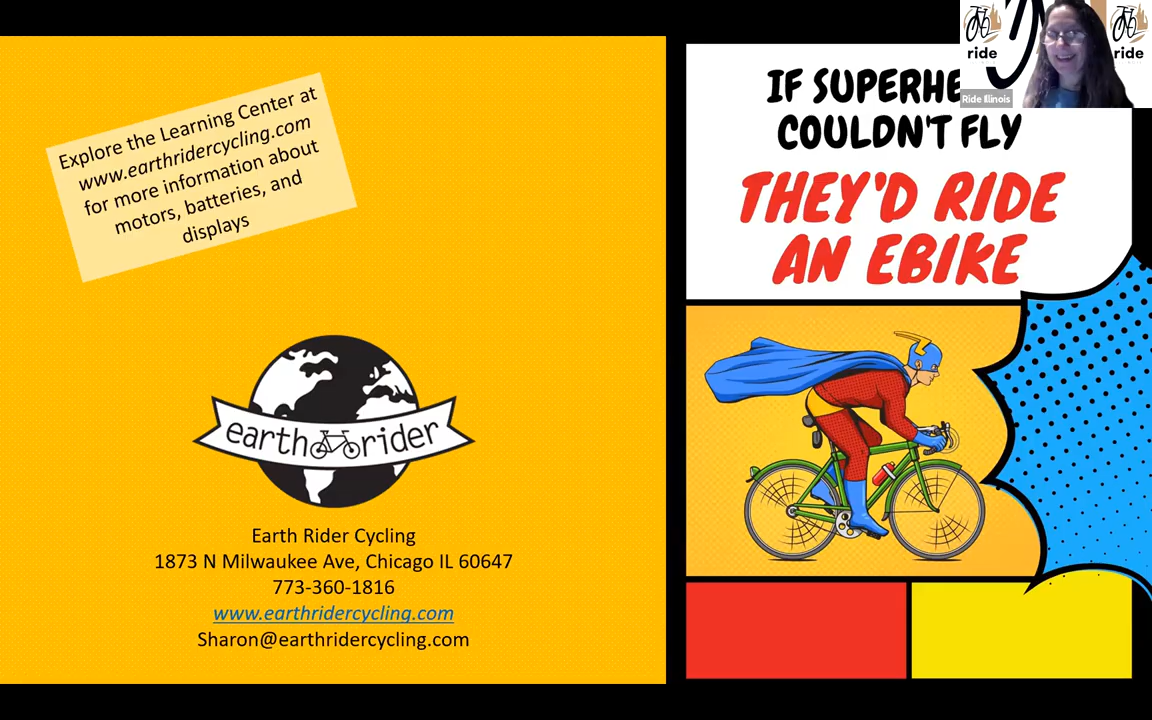 Explore the Learning Center at
www.earthridercycling.com
for more information about
motors, batteries, and
displays
earth rider
Earth Rider Cycling
1873 N Milwaukee Ave, Chicago IL 60647
773-360-1816
www.earthridercycling.com
Sharon@earthridercycling.com
IF SUPERHE
COULDN'T FLY
THEY'D RIDE
AN EBIKE
ride
ride
Ride Illinois